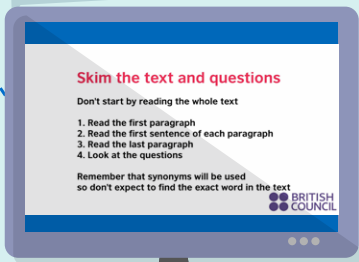 Skim the text and questions
Don't start by reading the whole text
1. Read the first paragraph
2. Read the first sentence of each paragraph
3. Read the last paragraph
4. Look at the questions
Remember that synonyms will be used
so don't expect to find the exact word in the text
BRITISH
COUNCIL